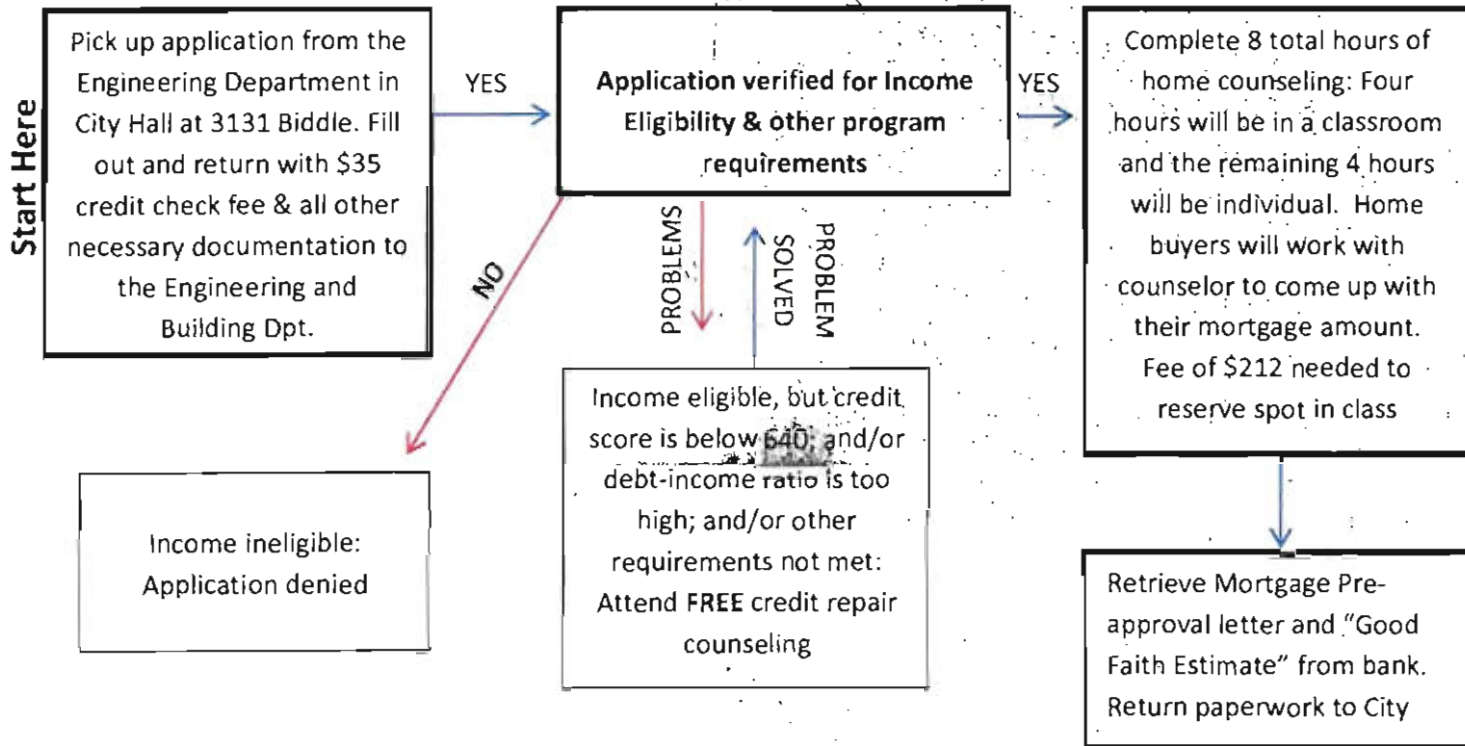 Start Here
Pick up application from the
Engineering Department in
City Hall at 3131 Biddle. Fill
out and return with $35
credit check fee & all other
necessary documentation to
the Engineering and
Building Dpt.
YES
Application verified for Income
Eligibility & other program
requirements
YES
Complete 8 total hours of
home counseling: Four
hours will be in a classroom
and the remaining 4 hours
will be individual. Home
buyers will work with
counselor to come up with
their mortgage amount.
Fee of $212 needed to
reserve spot in class
NO
PROBLEMS
PROBLEM
SOLVED
Income ineligible:
Application denied
Income eligible, but credit
score is below 640; and/or
debt-income ratio is too
high; and/or other
requirements not met:
Attend FREE credit repair
counseling
Retrieve Mortgage Pre-
approval letter and "Good
Faith Estimate" from bank.
Return paperwork to City